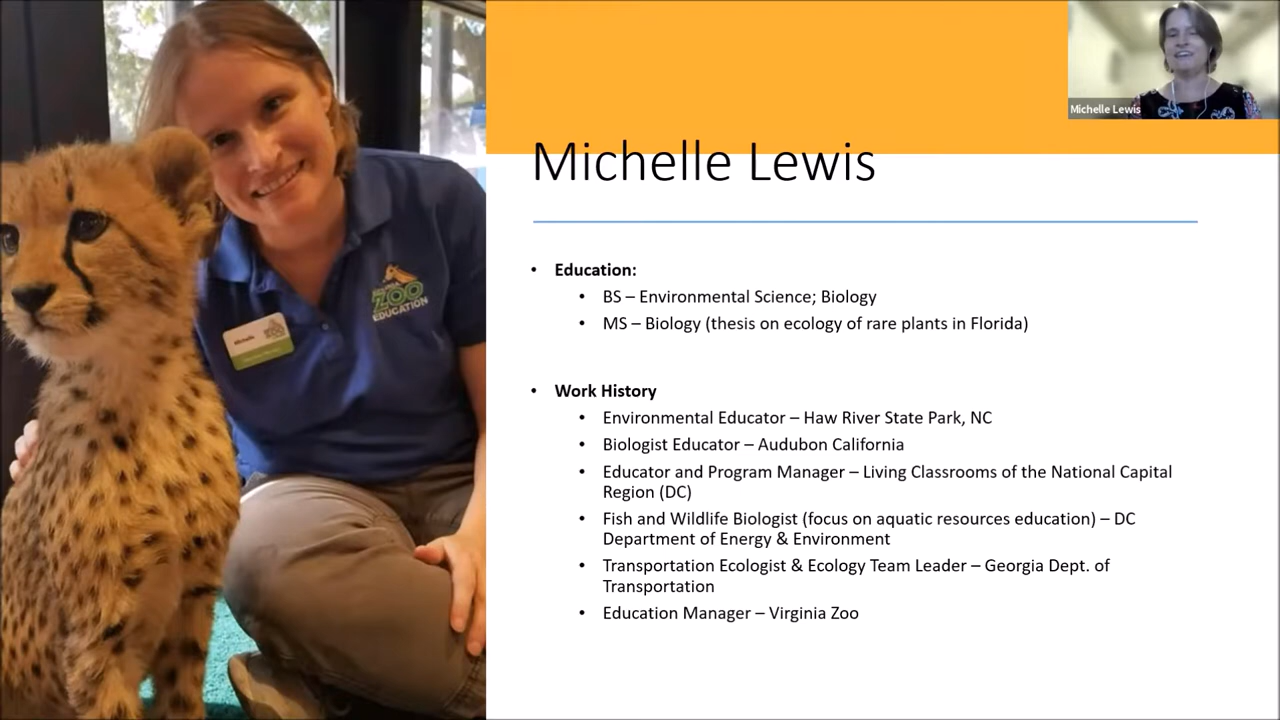 Michelle Lewis
Michelle Lewis
• Education:
• BS – Environmental Science; Biology
• MS – Biology (thesis on ecology of rare plants in Florida)
• Work History
• Environmental Educator – Haw River State Park, NC
• Biologist Educator – Audubon California
• Educator and Program Manager – Living Classrooms of the National Capital
Region (DC)
• Fish and Wildlife Biologist (focus on aquatic resources education) – DC
Department of Energy & Environment
• Transportation Ecologist & Ecology Team Leader – Georgia Dept. of
Transportation
• Education Manager – Virginia Zoo
ZOO
EDUCATION
Michelle